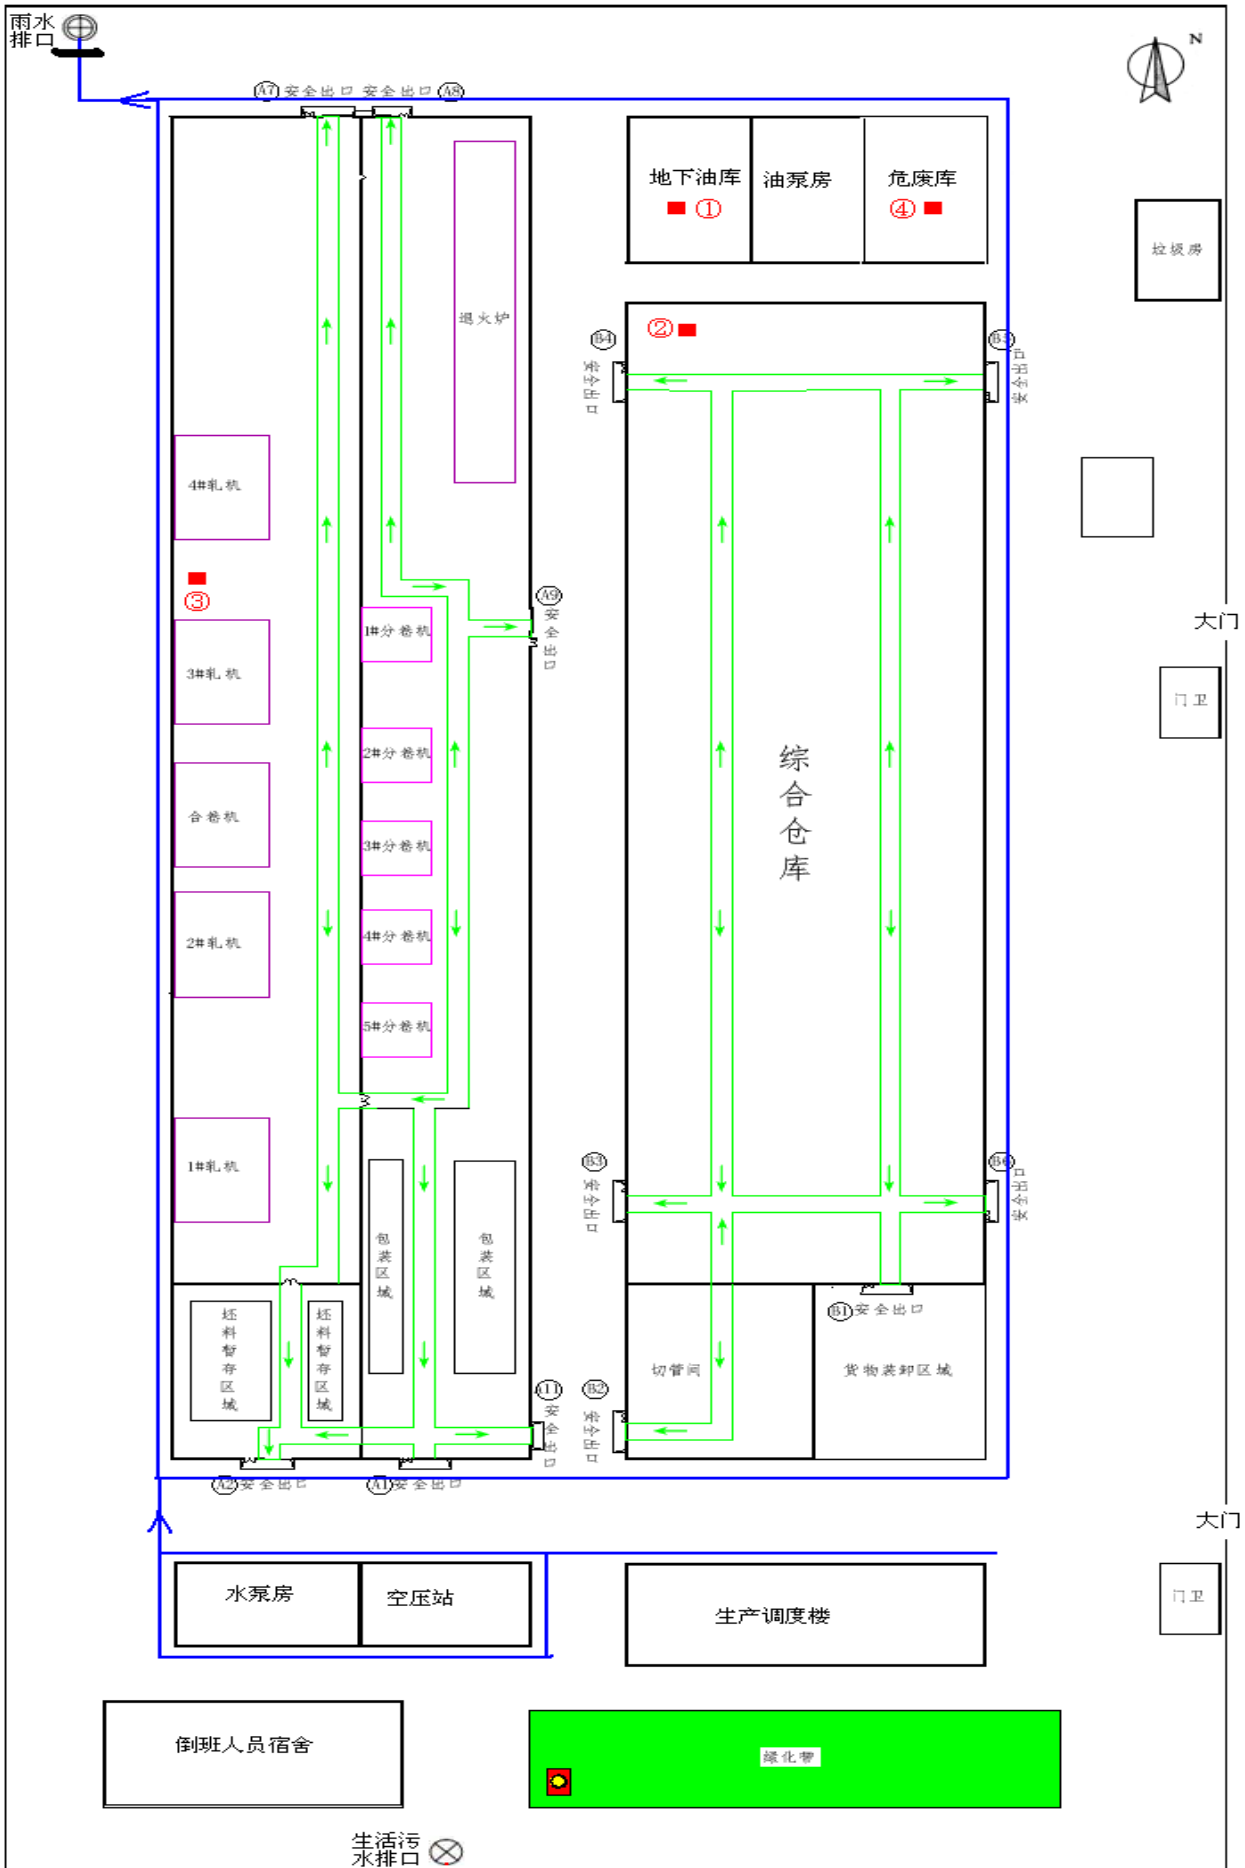 雨水
排口
N
A7 安全出口 安全出口 A8
地下油库
油泵房
危废库
① 
④
垃圾房
退火炉
②
B4
安全出口
B5
安全出口
4#轧机
③
A9
安全出口
大门
1#分卷机
3#轧机
门卫
2#分卷机
综合仓库
合卷机
3#分卷机
2#轧机
4#分卷机
5#分卷机
1#轧机
B3
安全出口
B6
安全出口
包装区域
包装区域
坯料暂存区域
坯料暂存区域
B1 安全出口
切管间
货物装卸区域
A11
安全出口
B2
安全出口
A2 安全出口
A1 安全出口
大门
水泵房
空压站
生产调度楼
门卫
倒班人员宿舍
绿化带
生活污
水排口